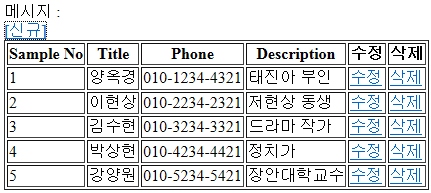 메시지 :
[신규]
Sample No Title Phone Description 수정 삭제
1 양옥경 010-1234-4321 태진아 부인 수정 삭제
2 이현상 010-2234-2321 저현상 동생 수정 삭제
3 김수현 010-3234-3321 드라마 작가 수정 삭제
4 박상현 010-4234-4421 정치가 수정 삭제
5 강양원 010-5234-5421 장안대학교수 수정 삭제